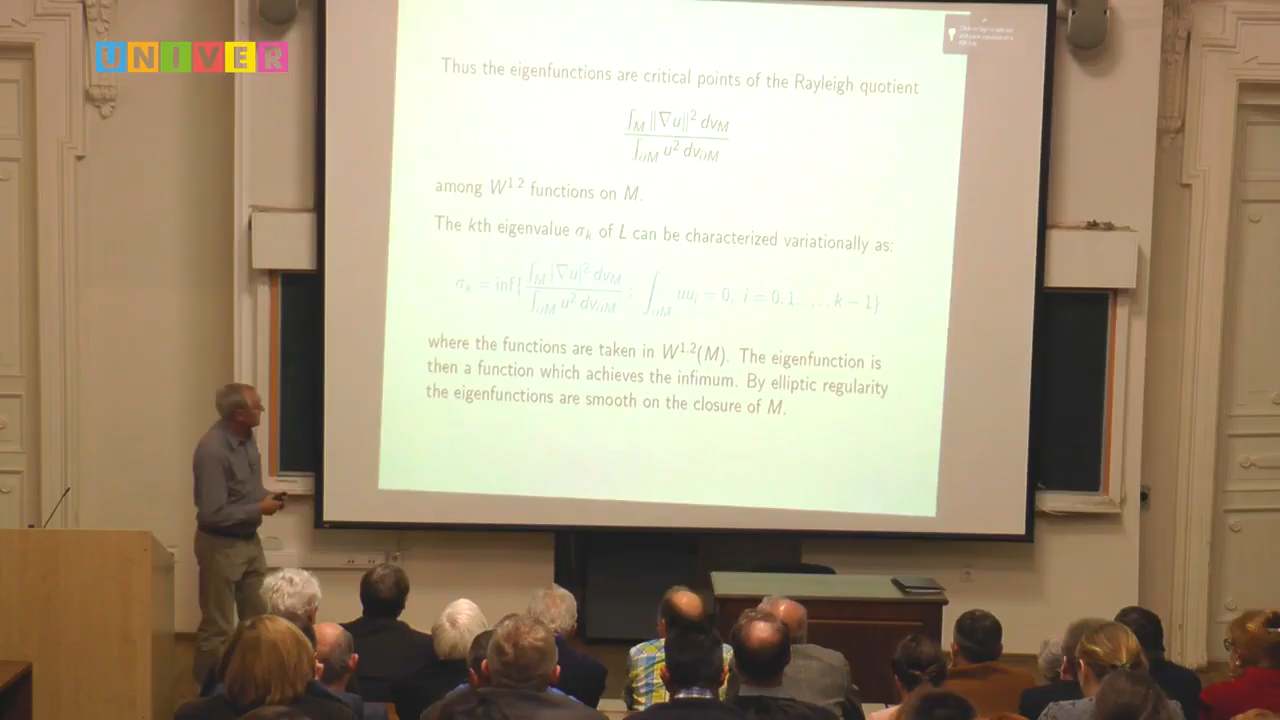 UNIVER
Thus the eigenfunctions are critical points of the Rayleigh quotient
∫_M ||∇u||² dv_M
∫_∂M u² dv_∂M
among W^1,2 functions on M.
The kth eigenvalue σ_k of L can be characterized variationally as:
σ_k = inf{ ∫_M |∇u|² dv_M / ∫_∂M u² dv_∂M : ∫_∂M uu_i = 0, i = 0, 1, . . . , k − 1}
where the functions are taken in W^1,2(M). The eigenfunction is
then a function which achieves the infimum. By elliptic regularity
the eigenfunctions are smooth on the closure of M.